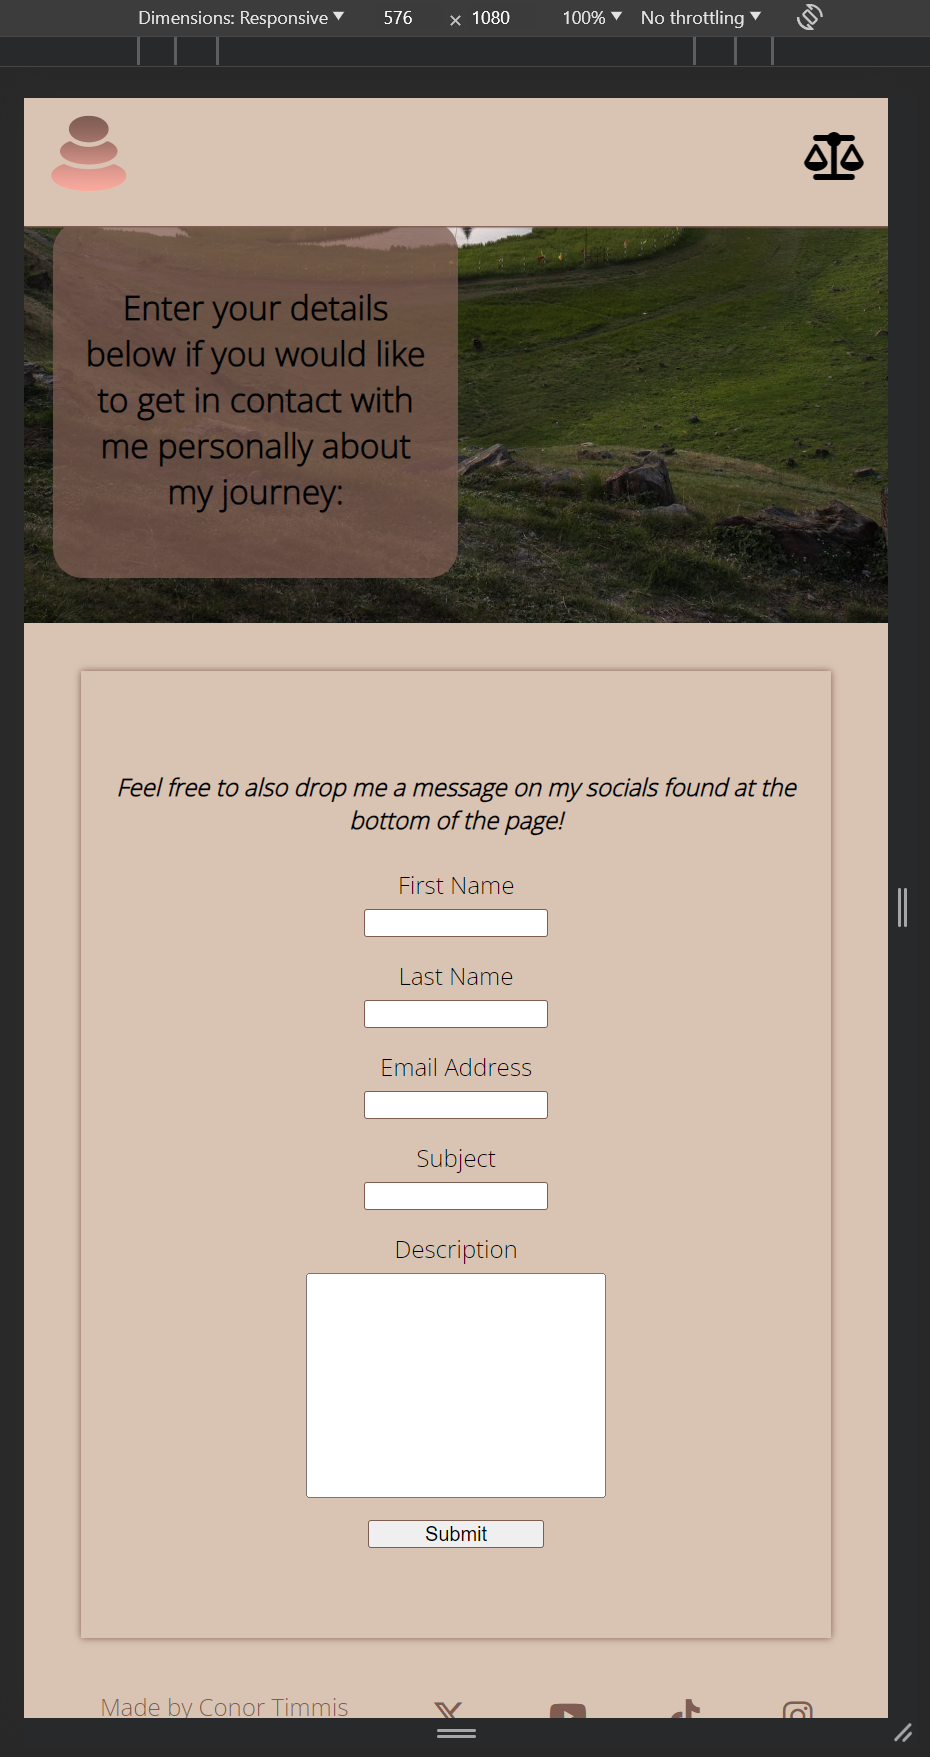 Dimensions: Responsive ▼ 576 × 1080 100% ▼ No throttling ▼
Enter your details
below if you would like
to get in contact with
me personally about
my journey:
Feel free to also drop me a message on my socials found at the
bottom of the page!
First Name
Last Name
Email Address
Subject
Description
Submit
Made by Conor Timmis